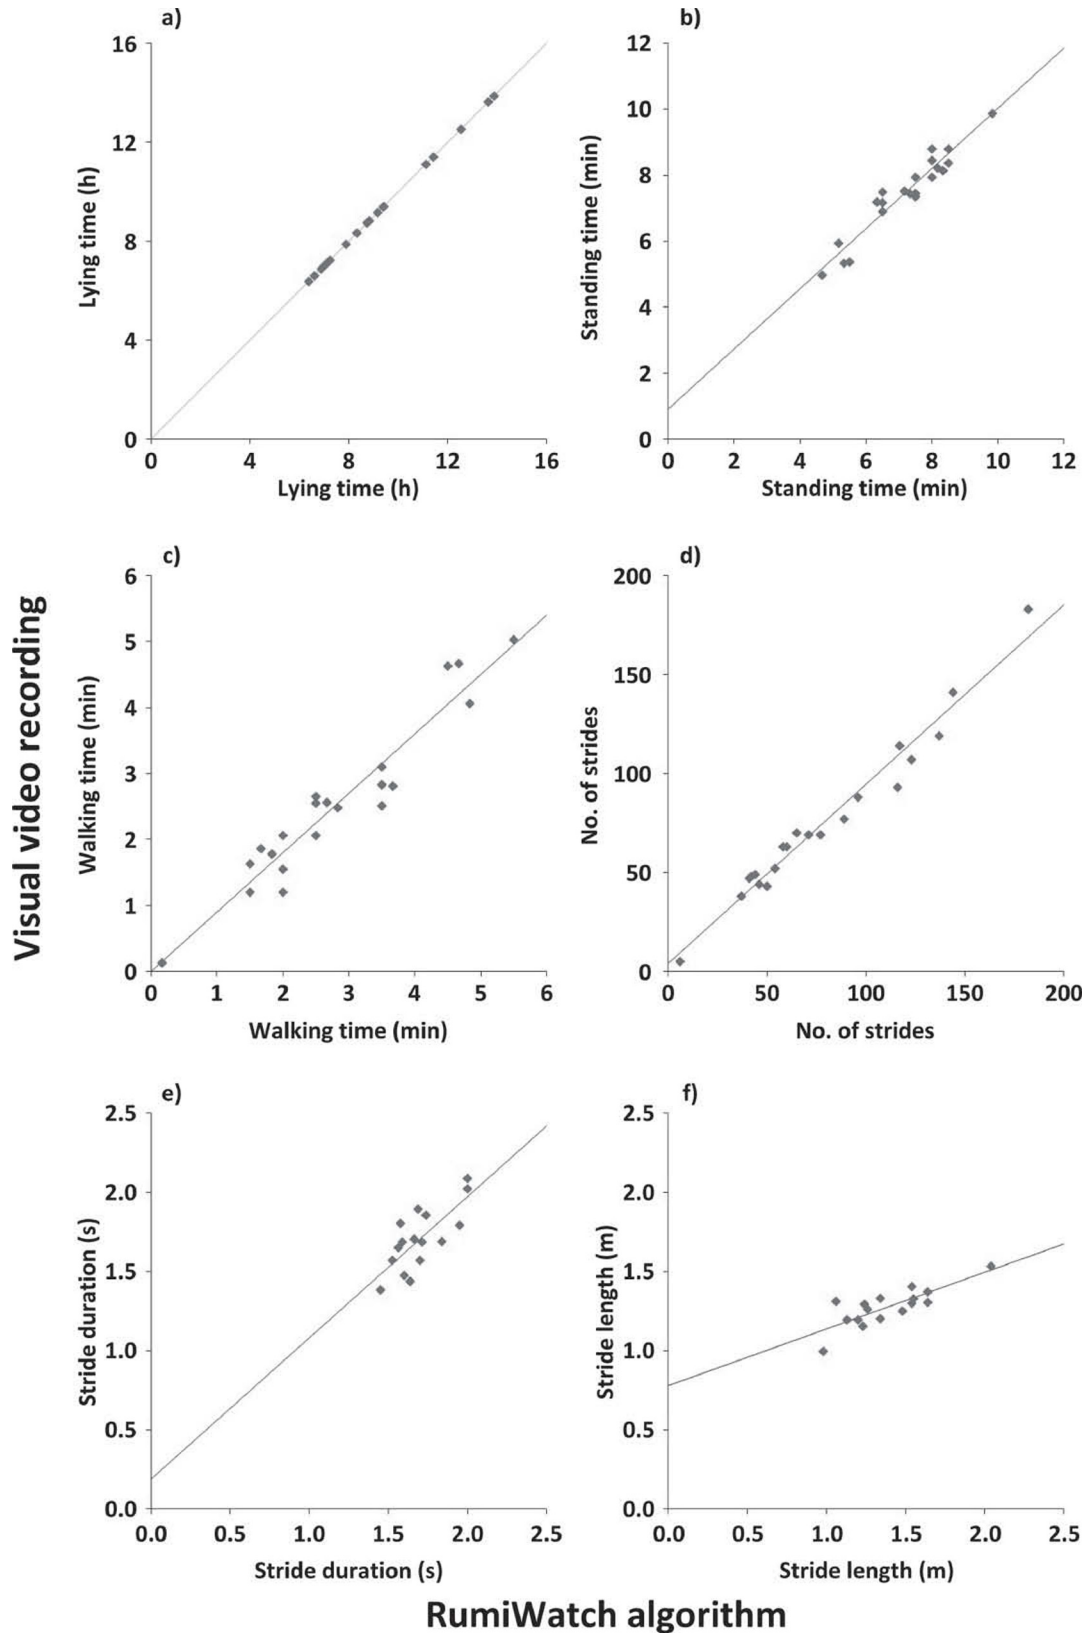 a)
16
12
8
4
0
Lying time (h)
0 4 8 12 16
Lying time (h)
b)
12
10
8
6
4
2
0
Standing time (min)
0 2 4 6 8 10 12
Standing time (min)
c)
6
5
4
3
2
1
0
Walking time (min)
0 1 2 3 4 5 6
Walking time (min)
d)
200
150
100
50
0
No. of strides
0 50 100 150 200
No. of strides
e)
2.5
2.0
1.5
1.0
0.5
0.0
Stride duration (s)
0.0 0.5 1.0 1.5 2.0 2.5
Stride duration (s)
f)
2.5
2.0
1.5
1.0
0.5
0.0
Stride length (m)
0.0 0.5 1.0 1.5 2.0 2.5
Stride length (m)
Visual video recording
RumiWatch algorithm